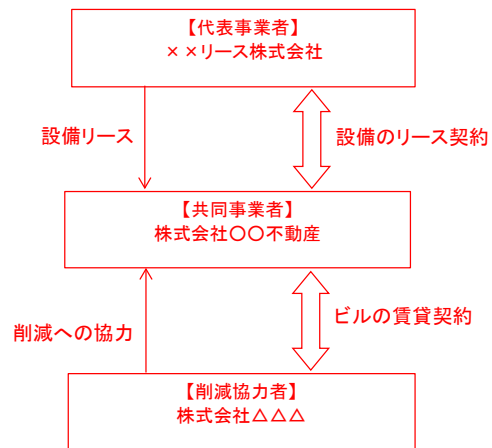 【代表事業者】
××リース株式会社
設備リース
設備のリース契約
【共同事業者】
株式会社〇〇不動産
削減への協力
ビルの賃貸契約
【削減協力者】
株式会社△△△